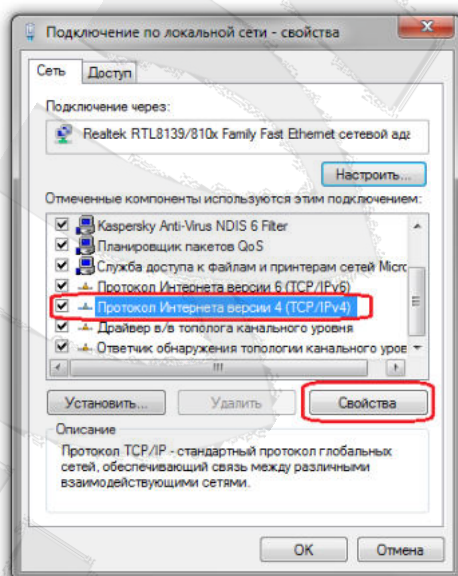 Подключение по локальной сети - свойства
Сеть
Доступ
Подключение через:
Realtek RTL8139/810x Family Fast Ethernet сетевой ада
Настроить...
Отмеченные компоненты используются этим подключением:
Kaspersky Anti-Virus NDIS 6 Filter
Планировщик пакетов QoS
Служба доступа к файлам и принтерам сетей Micro
Протокол Интернета версии 6 (TCP/IPv6)
Протокол Интернета версии 4 (TCP/IPv4)
Драйвер в/в тополога канального уровня
Ответчик обнаружения топологии канального уров
Установить...
Удалить
Свойства
Описание
Протокол TCP/IP - стандартный протокол глобальных
сетей, обеспечивающий связь между различными
взаимодействующими сетями.
OK
Отмена